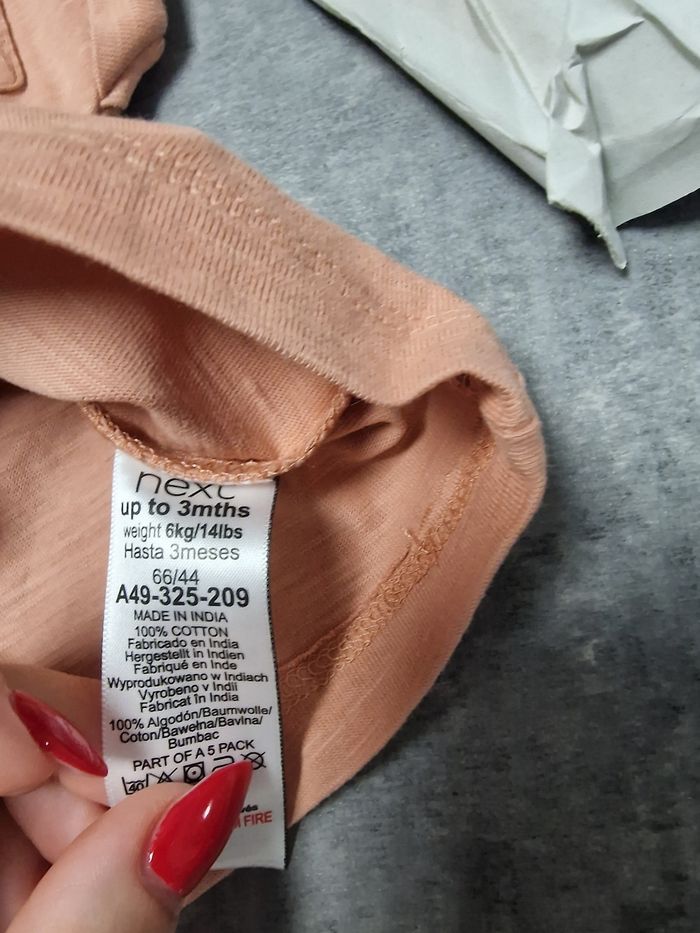 next
up to 3mths
weight 6kg/14lbs
Hasta 3meses
66/44
A49-325-209
MADE IN INDIA
100% COTTON
Fabricado en India
Hergestellt in Indien
Fabriqué en Inde
Wyprodukowano w Indiach
Vyrobeno v Indii
Fabricat în India
100% Algodón/Baumwolle/
Coton/Bawełna/Bavlna/
Bumbac
PART OF A 5 PACK
40
FIRE